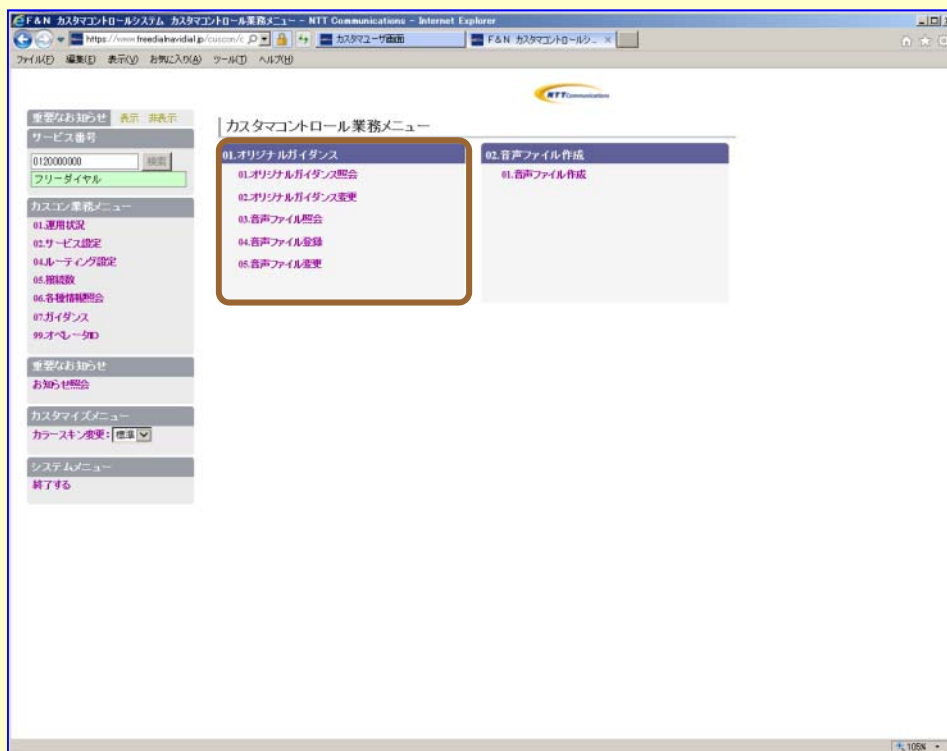 F&N カスタマコントロールシステム カスタマコントロール業務メニュー - NTT Communications - Internet Explorer
https://www.freedialnavidial.jp/cuscon/c
カスタマユーザ画面
F&N カスタマコントロールシ...
ファイル(F) 編集(E) 表示(V) お気に入り(A) ツール(T) ヘルプ(H)
NTT Communications
重要なお知らせ 表示 非表示
サービス番号
0120000000 検索
フリーダイヤル
カスコン業務メニュー
01.運用状況
02.サービス設定
04.ルーティング設定
05.接続数
06.各種情報照会
07.ガイダンス
99.オペレータID
重要なお知らせ
お知らせ照会
カスタマイズメニュー
カラースキン変更: 標準
システムメニュー
終了する
カスタマコントロール業務メニュー
01.オリジナルガイダンス
01.オリジナルガイダンス照会
02.オリジナルガイダンス変更
03.音声ファイル照会
04.音声ファイル登録
05.音声ファイル変更
02.音声ファイル作成
01.音声ファイル作成
105%